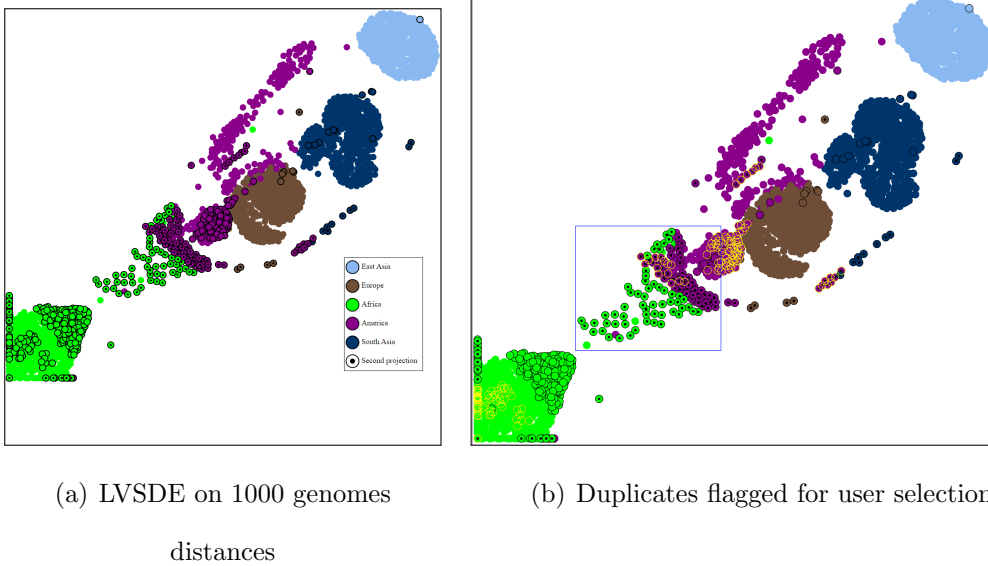 East Asia
Europe
Africa
America
South Asia
Second projection
(a) LVSDE on 1000 genomes
distances
(b) Duplicates flagged for user selection